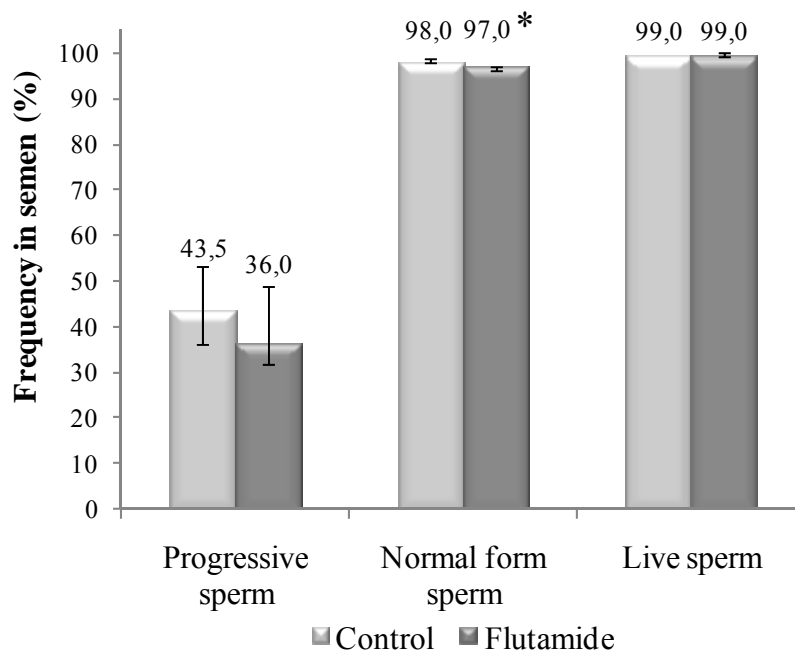 Frequency in semen (%)
100
90
80
70
60
50
40
30
20
10
0
43,5
36,0
98,0
97,0 *
99,0
99,0
Progressive
sperm
Normal form
sperm
Live sperm
Control
Flutamide